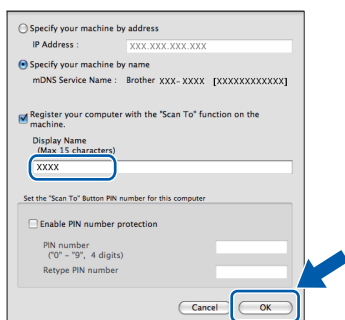 Specify your machine by address
IP Address : XXX.XXX.XXX.XXX
Specify your machine by name
mDNS Service Name : Brother XXX-XXXX [XXXXXXXXXXXX]
Register your computer with the "Scan To" function on the
machine.
Display Name
(Max 15 characters)
XXXX
Set the "Scan To" Button PIN number for this computer
Enable PIN number protection
PIN number
("0" – "9", 4 digits)
Retype PIN number
Cancel OK